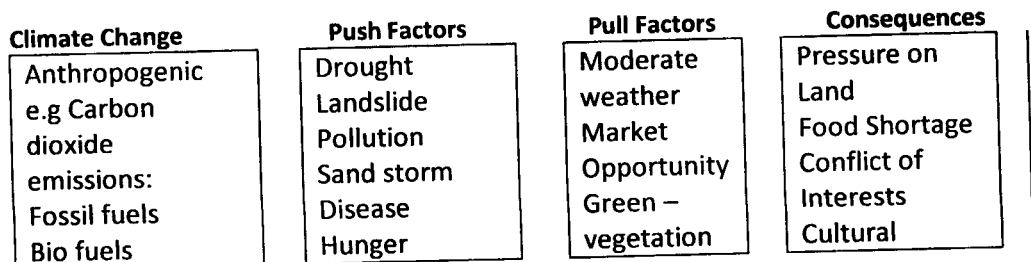 Climate Change
Anthropogenic
e.g Carbon
dioxide
emissions:
Fossil fuels
Bio fuels
Push Factors
Drought
Landslide
Pollution
Sand storm
Disease
Hunger
Pull Factors
Moderate
weather
Market
Opportunity
Green –
vegetation
Consequences
Pressure on
Land
Food Shortage
Conflict of
Interests
Cultural